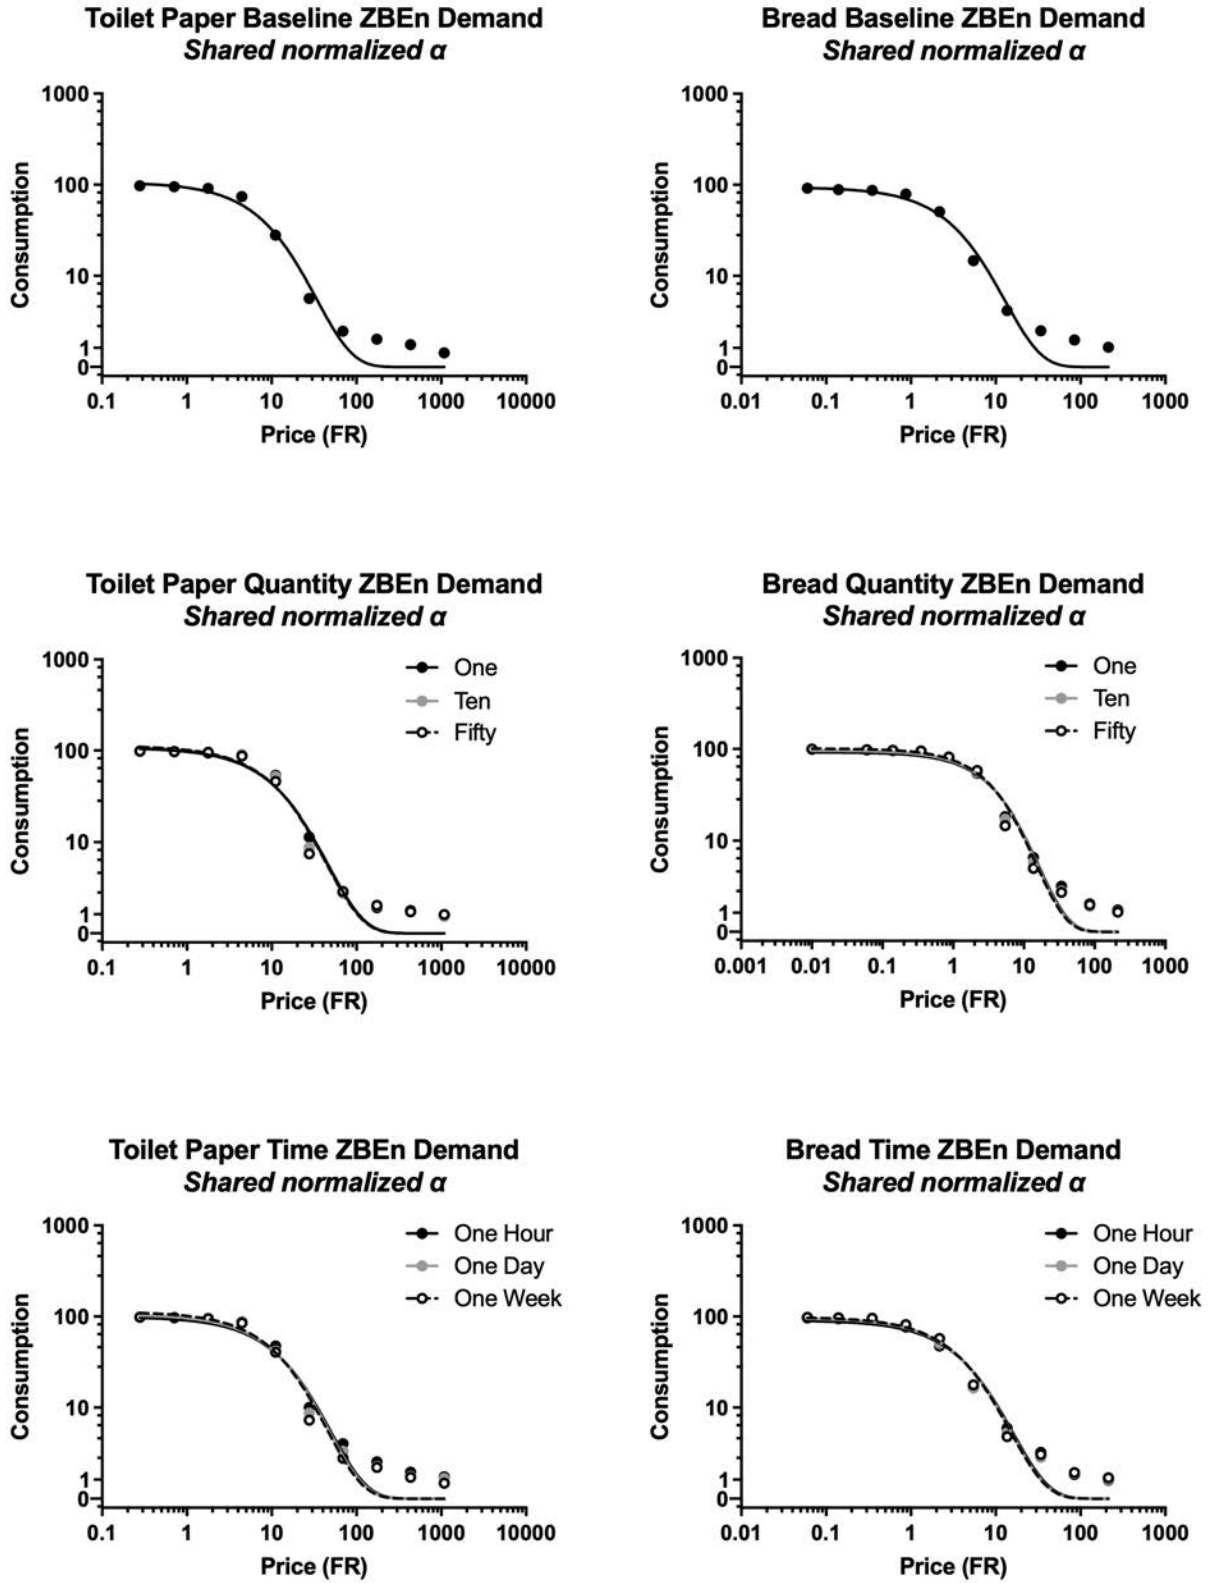 Toilet Paper Baseline ZBEn Demand
Shared normalized α
1000
100
10
1
0
Consumption
0.1 1 10 100 1000 10000
Price (FR)
Bread Baseline ZBEn Demand
Shared normalized α
1000
100
10
1
0
Consumption
0.01 0.1 1 10 100 1000
Price (FR)
Toilet Paper Quantity ZBEn Demand
Shared normalized α
One
Ten
Fifty
1000
100
10
1
0
Consumption
0.1 1 10 100 1000 10000
Price (FR)
Bread Quantity ZBEn Demand
Shared normalized α
One
Ten
Fifty
1000
100
10
1
0
Consumption
0.001 0.01 0.1 1 10 100 1000
Price (FR)
Toilet Paper Time ZBEn Demand
Shared normalized α
One Hour
One Day
One Week
1000
100
10
1
0
Consumption
0.1 1 10 100 1000 10000
Price (FR)
Bread Time ZBEn Demand
Shared normalized α
One Hour
One Day
One Week
1000
100
10
1
0
Consumption
0.01 0.1 1 10 100 1000
Price (FR)